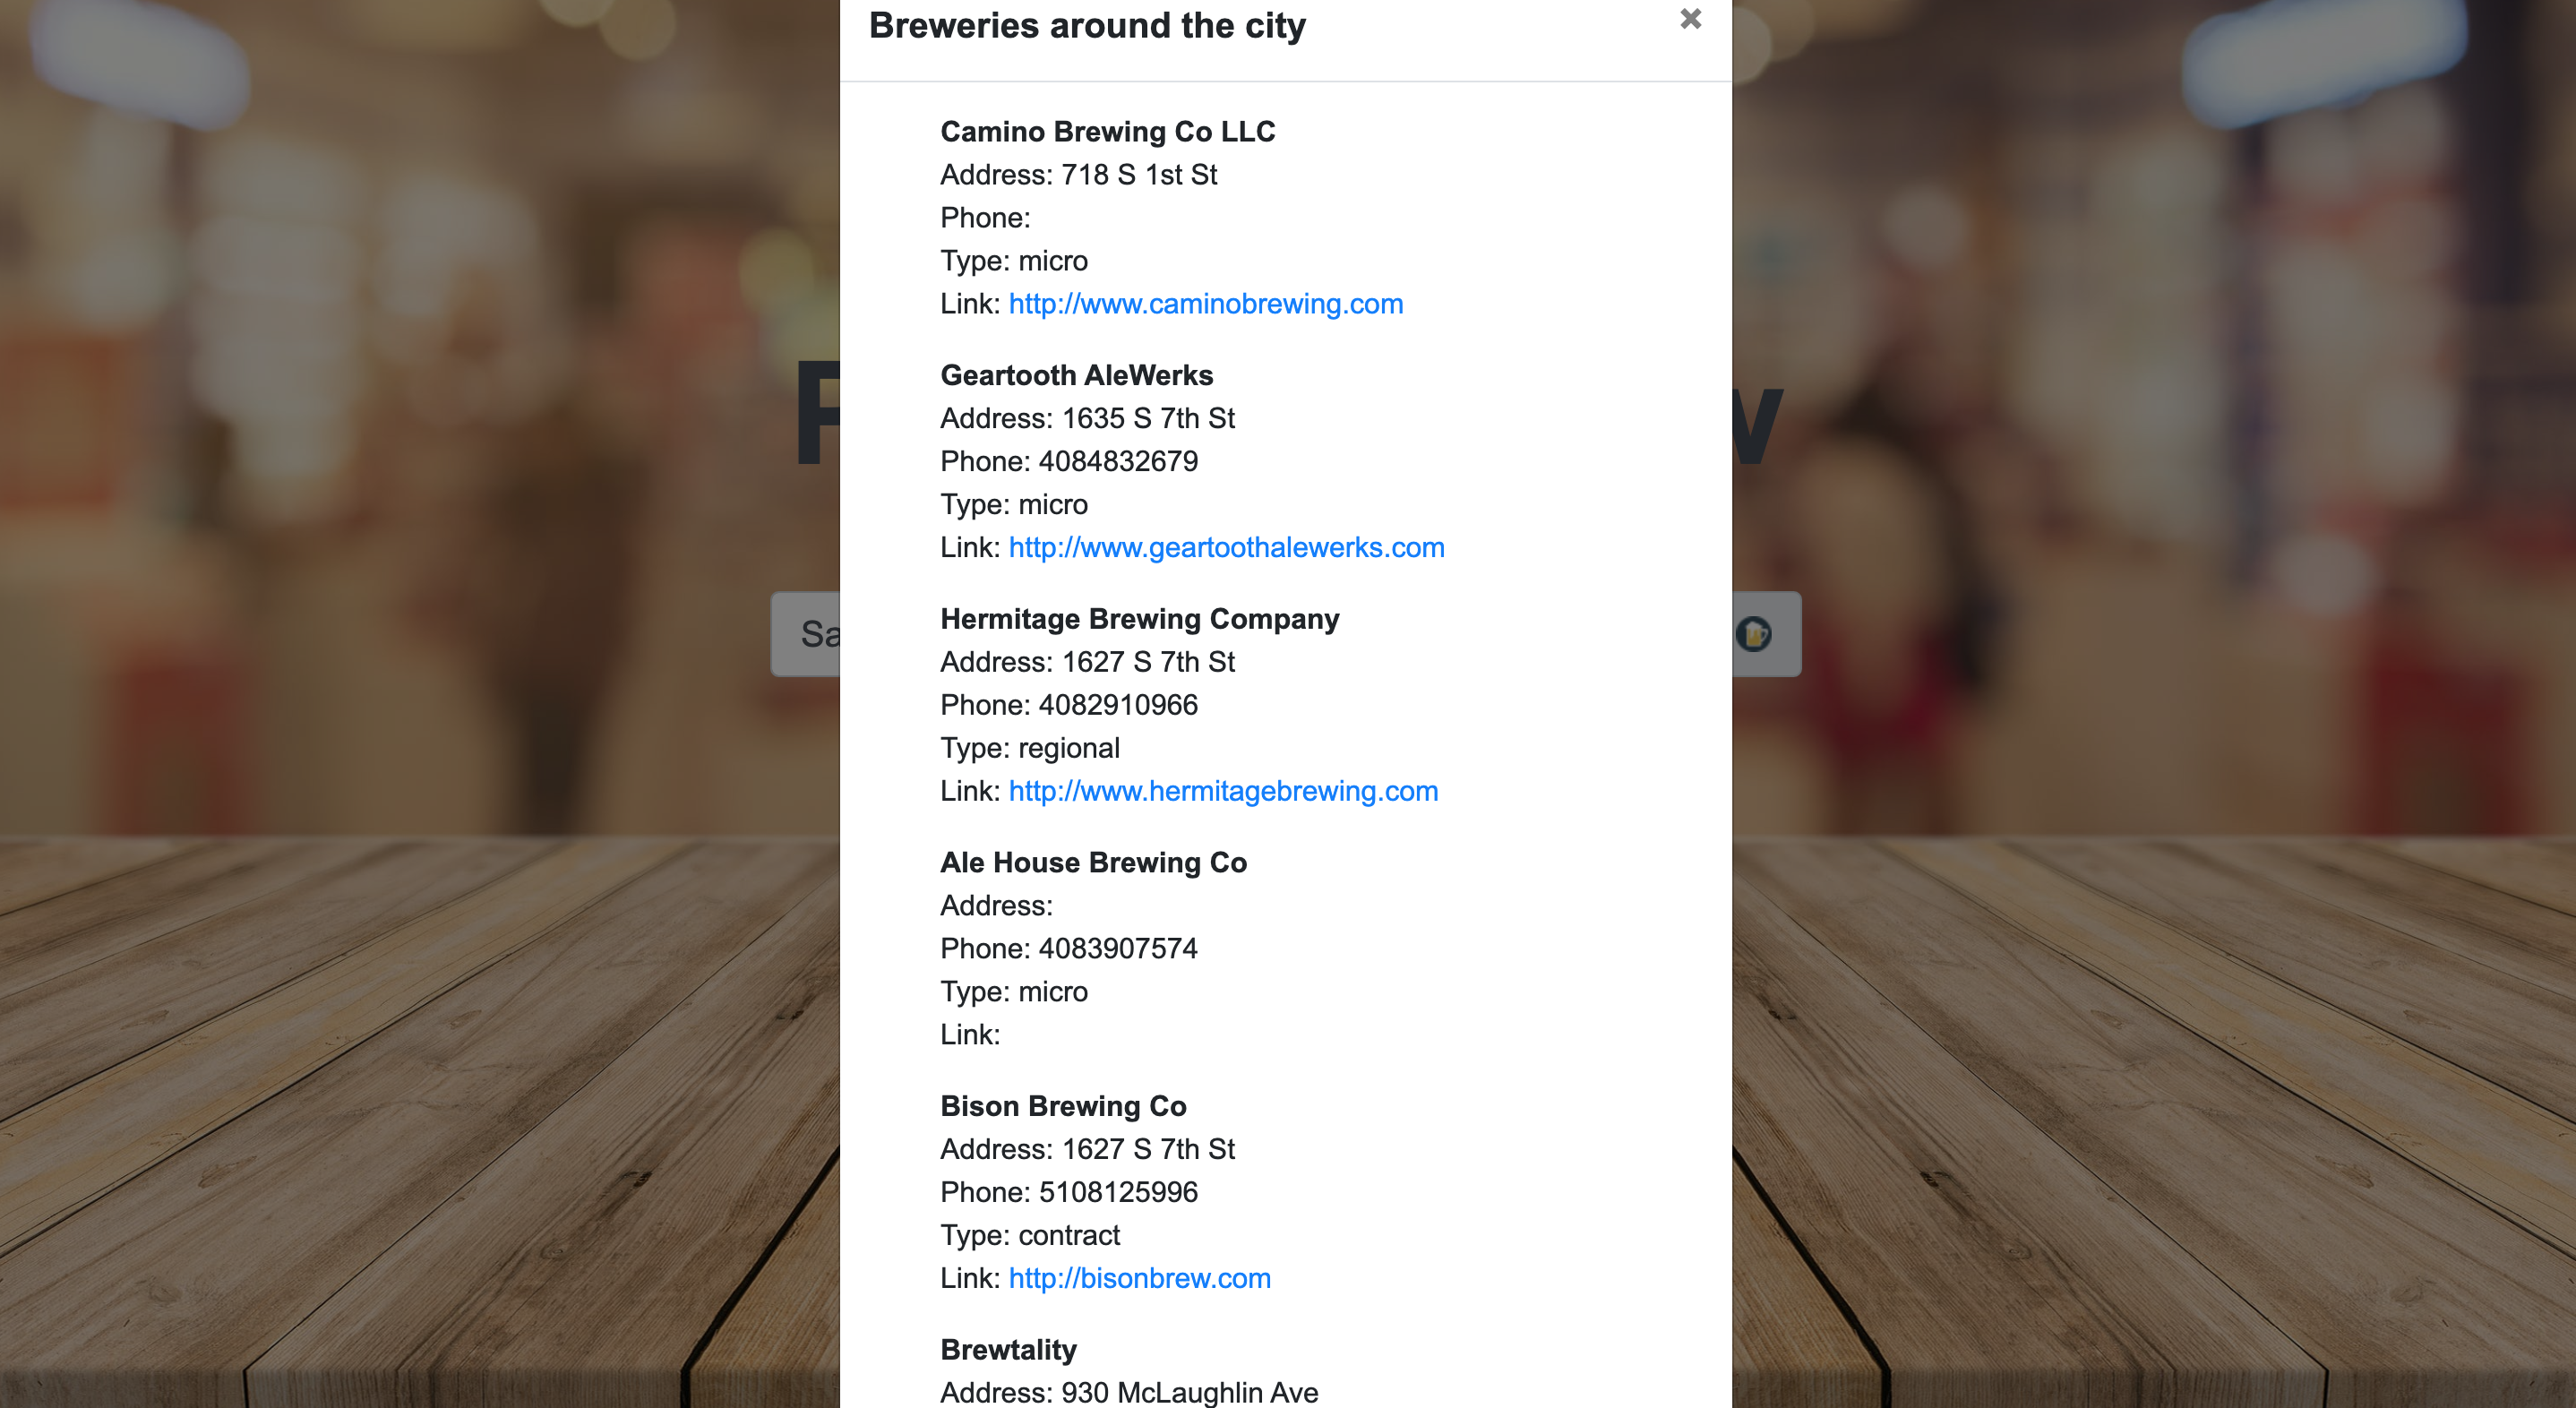 Breweries around the city
Camino Brewing Co LLC
Address: 718 S 1st St
Phone:
Type: micro
Link: http://www.caminobrewing.com
Geartooth AleWerks
Address: 1635 S 7th St
Phone: 4084832679
Type: micro
Link: http://www.geartoothalewerks.com
Hermitage Brewing Company
Address: 1627 S 7th St
Phone: 4082910966
Type: regional
Link: http://www.hermitagebrewing.com
Ale House Brewing Co
Address:
Phone: 4083907574
Type: micro
Link:
Bison Brewing Co
Address: 1627 S 7th St
Phone: 5108125996
Type: contract
Link: http://bisonbrew.com
Brewtality
Address: 930 McLaughlin Ave